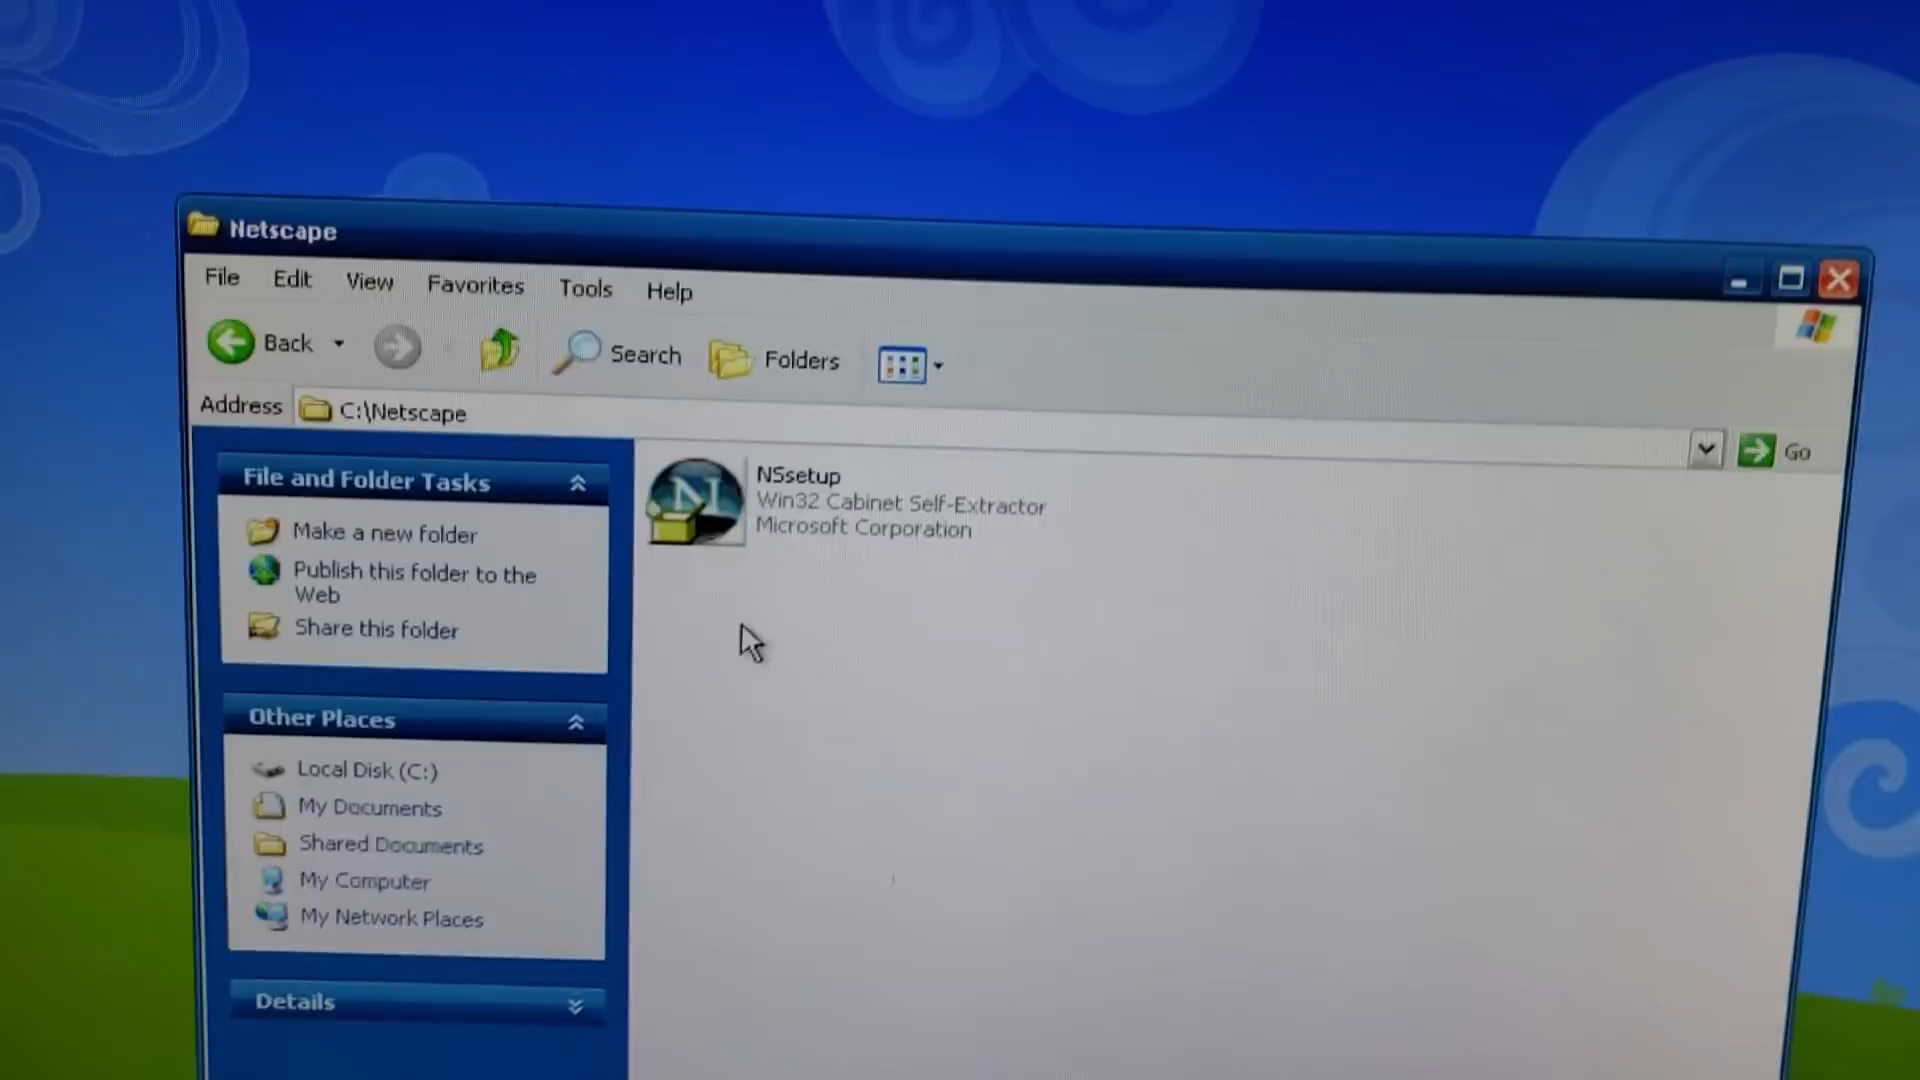 Netscape
File Edit View Favorites Tools Help
Back Search Folders
Address C:\Netscape Go
File and Folder Tasks
Make a new folder
Publish this folder to the
Web
Share this folder
Other Places
Local Disk (C:)
My Documents
Shared Documents
My Computer
My Network Places
Details
N
NSsetup
Win32 Cabinet Self-Extractor
Microsoft Corporation